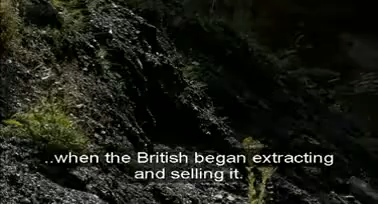 ..when the British began extracting
and selling it.